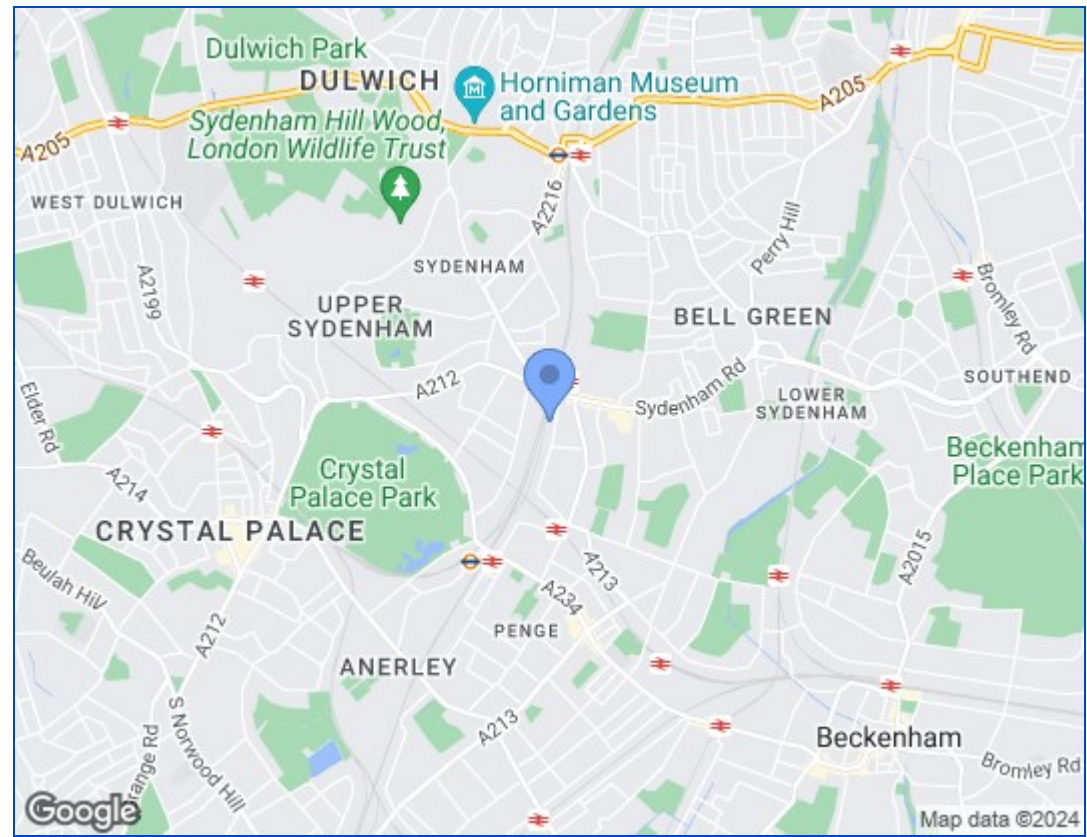 Dulwich Park
DULWICH
Horniman Museum
and Gardens
A205
A205
Sydenham Hill Wood,
London Wildlife Trust
WEST DULWICH
A2216
Perry Hill
SYDENHAM
A2199
Bromley Rd
UPPER
SYDENHAM
BELL GREEN
A212
Sydenham Rd
SOUTHEND
LOWER
SYDENHAM
Elder Rd
Beckenham
Place Park
Crystal
Palace Park
A214
CRYSTAL PALACE
A2015
Beulah Hill
A213
A234
A212
PENGE
ANERLEY
S Norwood Hill
A213
Beckenham
Bromley Rd
ange Rd
Google
Map data ©2024